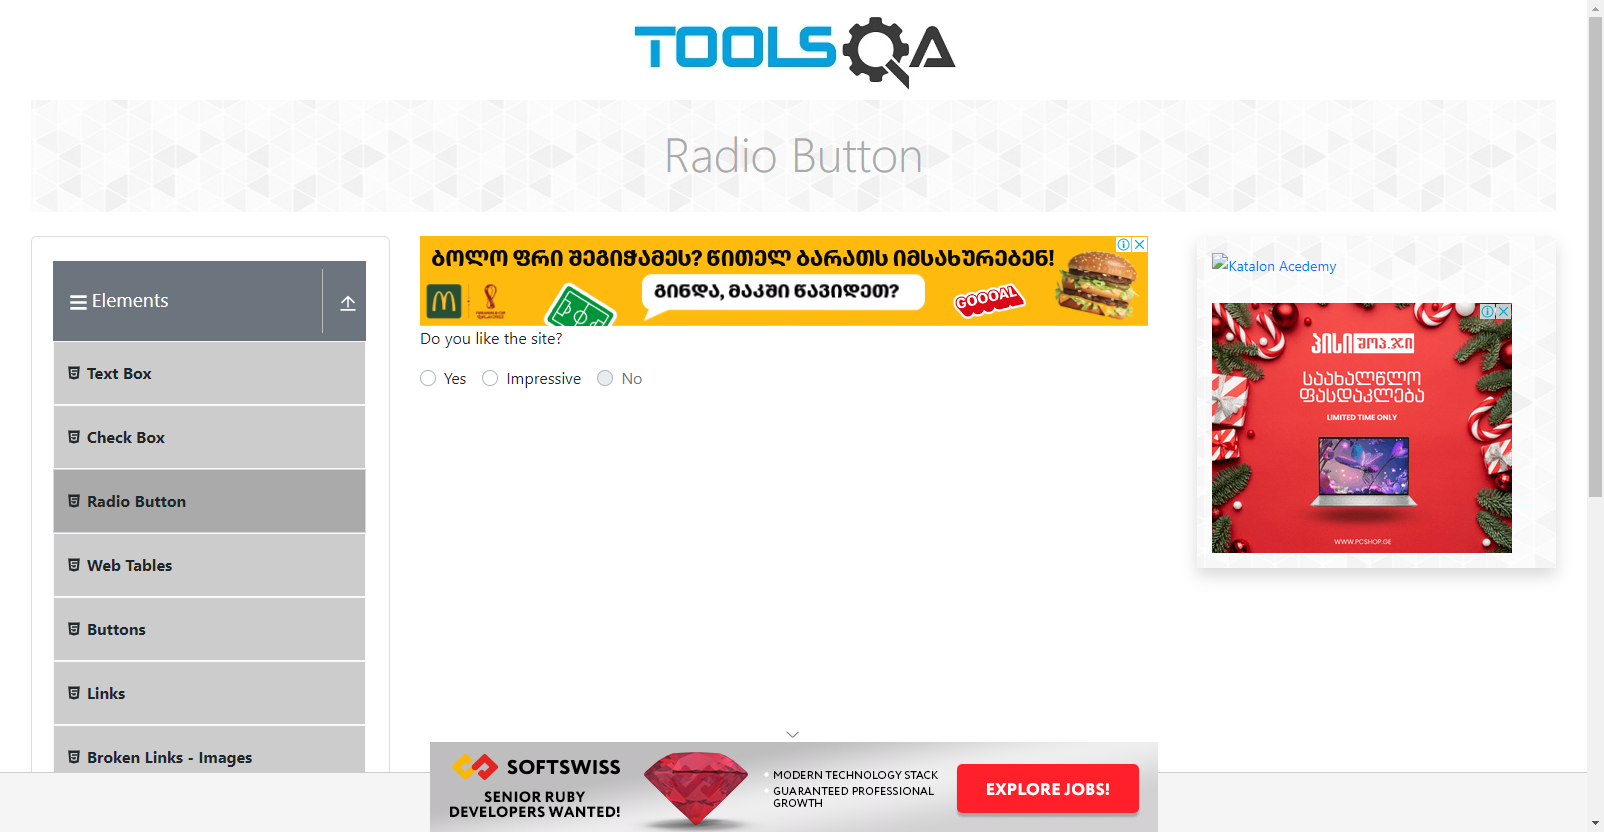 TOOLSQA
Radio Button
Elements
Text Box
Check Box
Radio Button
Web Tables
Buttons
Links
Broken Links - Images
ბოლო ფრი შეგიჭამეს? წითელ ბარათს იმსახურებენ!
გინდა, მაკში წავიდეთ?
GOOOAL
Do you like the site?
Yes
Impressive
No
Katalon Acedemy
პისიშოპ.ჯი
საახალწლო
ფასდაკლება
LIMITED TIME ONLY
WWW.PCSHOP.GE
SOFTSWISS
SENIOR RUBY
DEVELOPERS WANTED!
MODERN TECHNOLOGY STACK
GUARANTEED PROFESSIONAL
GROWTH
EXPLORE JOBS!